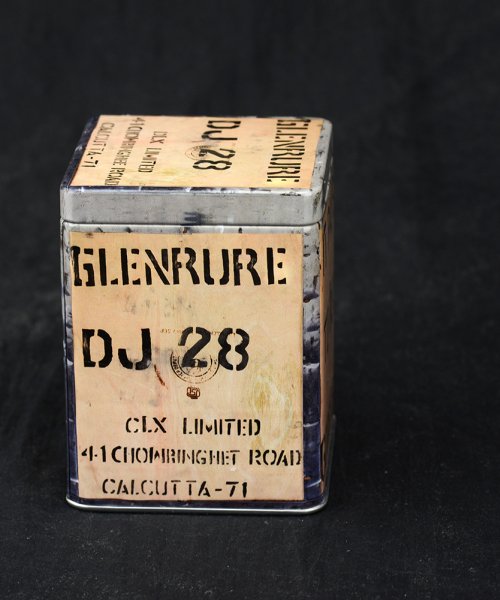 GLENRURE
DJ 28
CLX LIMITED
4-1 CHOWRINGHET ROAD
CALCUTTA-71
GLENRURE
DJ 28
CLX LIMITED
4-1 CHOWRINGHEE ROAD
CALCUTTA-71